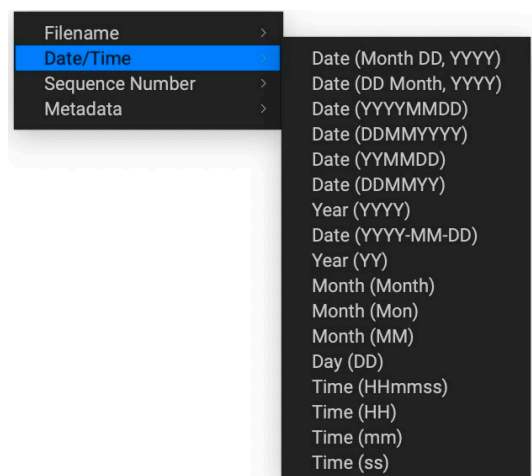 Filename
Date/Time
Sequence Number
Metadata
Date (Month DD, YYYY)
Date (DD Month, YYYY)
Date (YYYYMMDD)
Date (DDMMYYYY)
Date (YYMMDD)
Date (DDMMYY)
Year (YYYY)
Date (YYYY-MM-DD)
Year (YY)
Month (Month)
Month (Mon)
Month (MM)
Day (DD)
Time (HHmmss)
Time (HH)
Time (mm)
Time (ss)